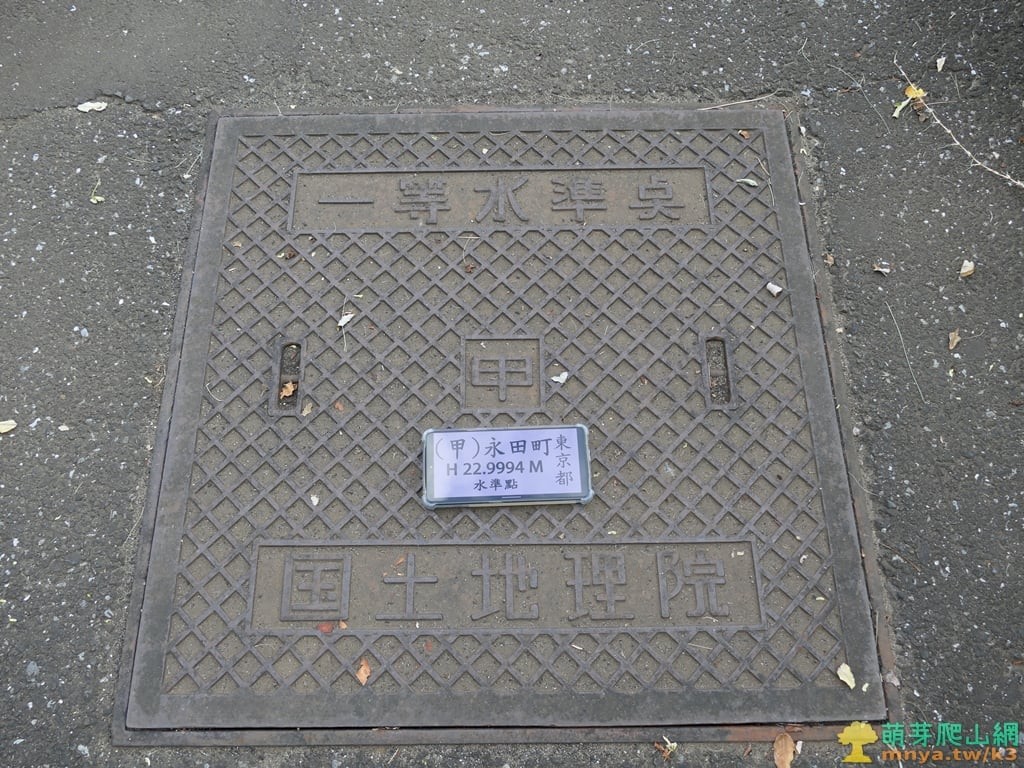 一等水準点
甲
(甲)永田町
H 22.9994 M
水準點
東京都
国土地理院
萌芽爬山網
mnya.tw/k3